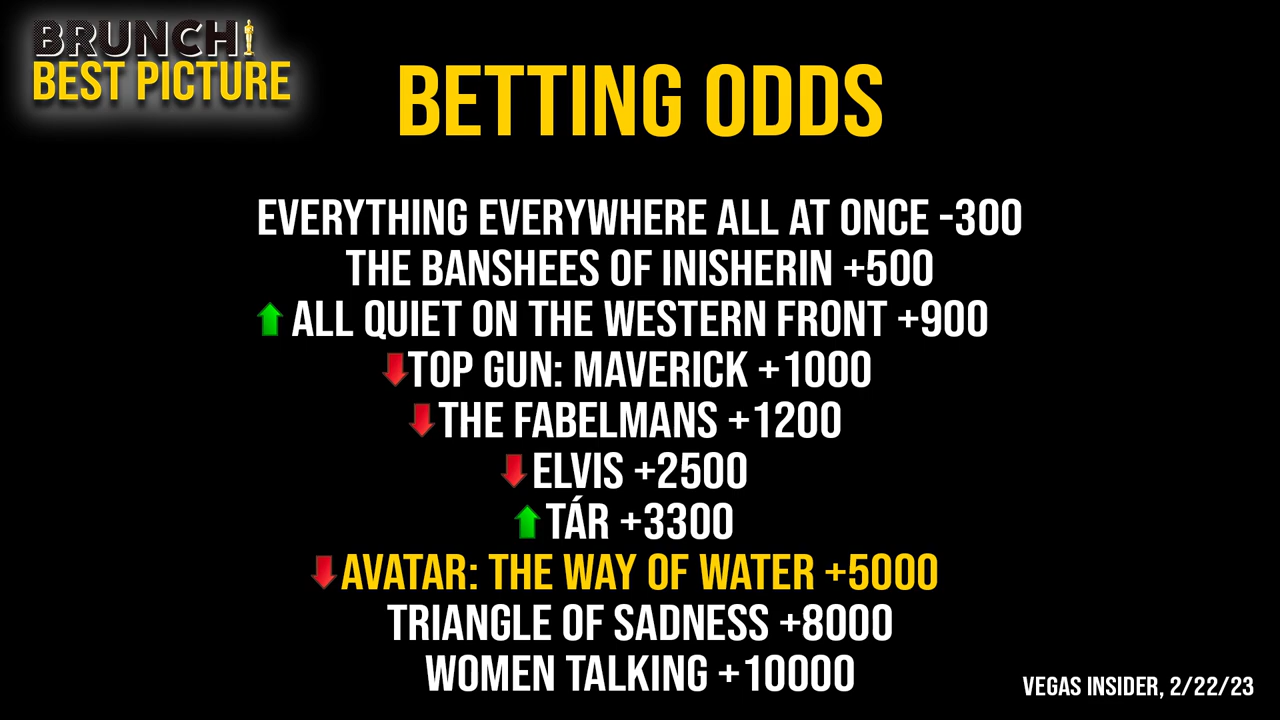 BRUNCH
BEST PICTURE
BETTING ODDS
EVERYTHING EVERYWHERE ALL AT ONCE -300
THE BANSHEES OF INISHERIN +500
ALL QUIET ON THE WESTERN FRONT +900
TOP GUN: MAVERICK +1000
THE FABELMANS +1200
ELVIS +2500
TÁR +3300
AVATAR: THE WAY OF WATER +5000
TRIANGLE OF SADNESS +8000
WOMEN TALKING +10000
VEGAS INSIDER, 2/22/23